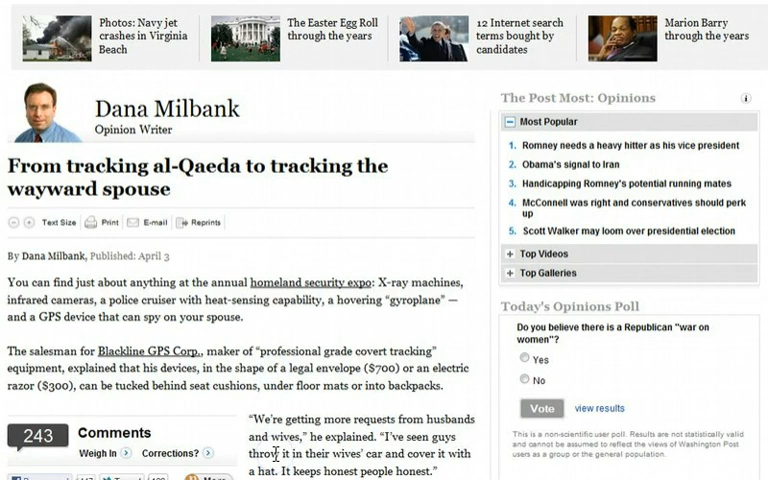 Photos: Navy jet
crashes in Virginia
Beach
The Easter Egg Roll
through the years
12 Internet search
terms bought by
candidates
Marion Barry
through the years
Dana Milbank
Opinion Writer
From tracking al-Qaeda to tracking the
wayward spouse
Text Size
Print
E-mail
Reprints
By Dana Milbank, Published: April 3
You can find just about anything at the annual homeland security expo: X-ray machines,
infrared cameras, a police cruiser with heat-sensing capability, a hovering “gyroplane” —
and a GPS device that can spy on your spouse.
The salesman for Blackline GPS Corp., maker of “professional grade covert tracking”
equipment, explained that his devices, in the shape of a legal envelope ($700) or an electric
razor ($300), can be tucked behind seat cushions, under floor mats or into backpacks.
243
Comments
Weigh In
Corrections?
“We’re getting more requests from husbands
and wives,” he explained. “I’ve seen guys
throw it in their wives’ car and cover it with
a hat. It keeps honest people honest.”
The Post Most: Opinions
Most Popular
1. Romney needs a heavy hitter as his vice president
2. Obama's signal to Iran
3. Handicapping Romney's potential running mates
4. McConnell was right and conservatives should perk
up
5. Scott Walker may loom over presidential election
Top Videos
Top Galleries
Today's Opinions Poll
Do you believe there is a Republican "war on
women"?
Yes
No
Vote
view results
This is a non-scientific user poll. Results are not statistically valid
and cannot be assumed to reflect the views of Washington Post
users as a group or the general population.